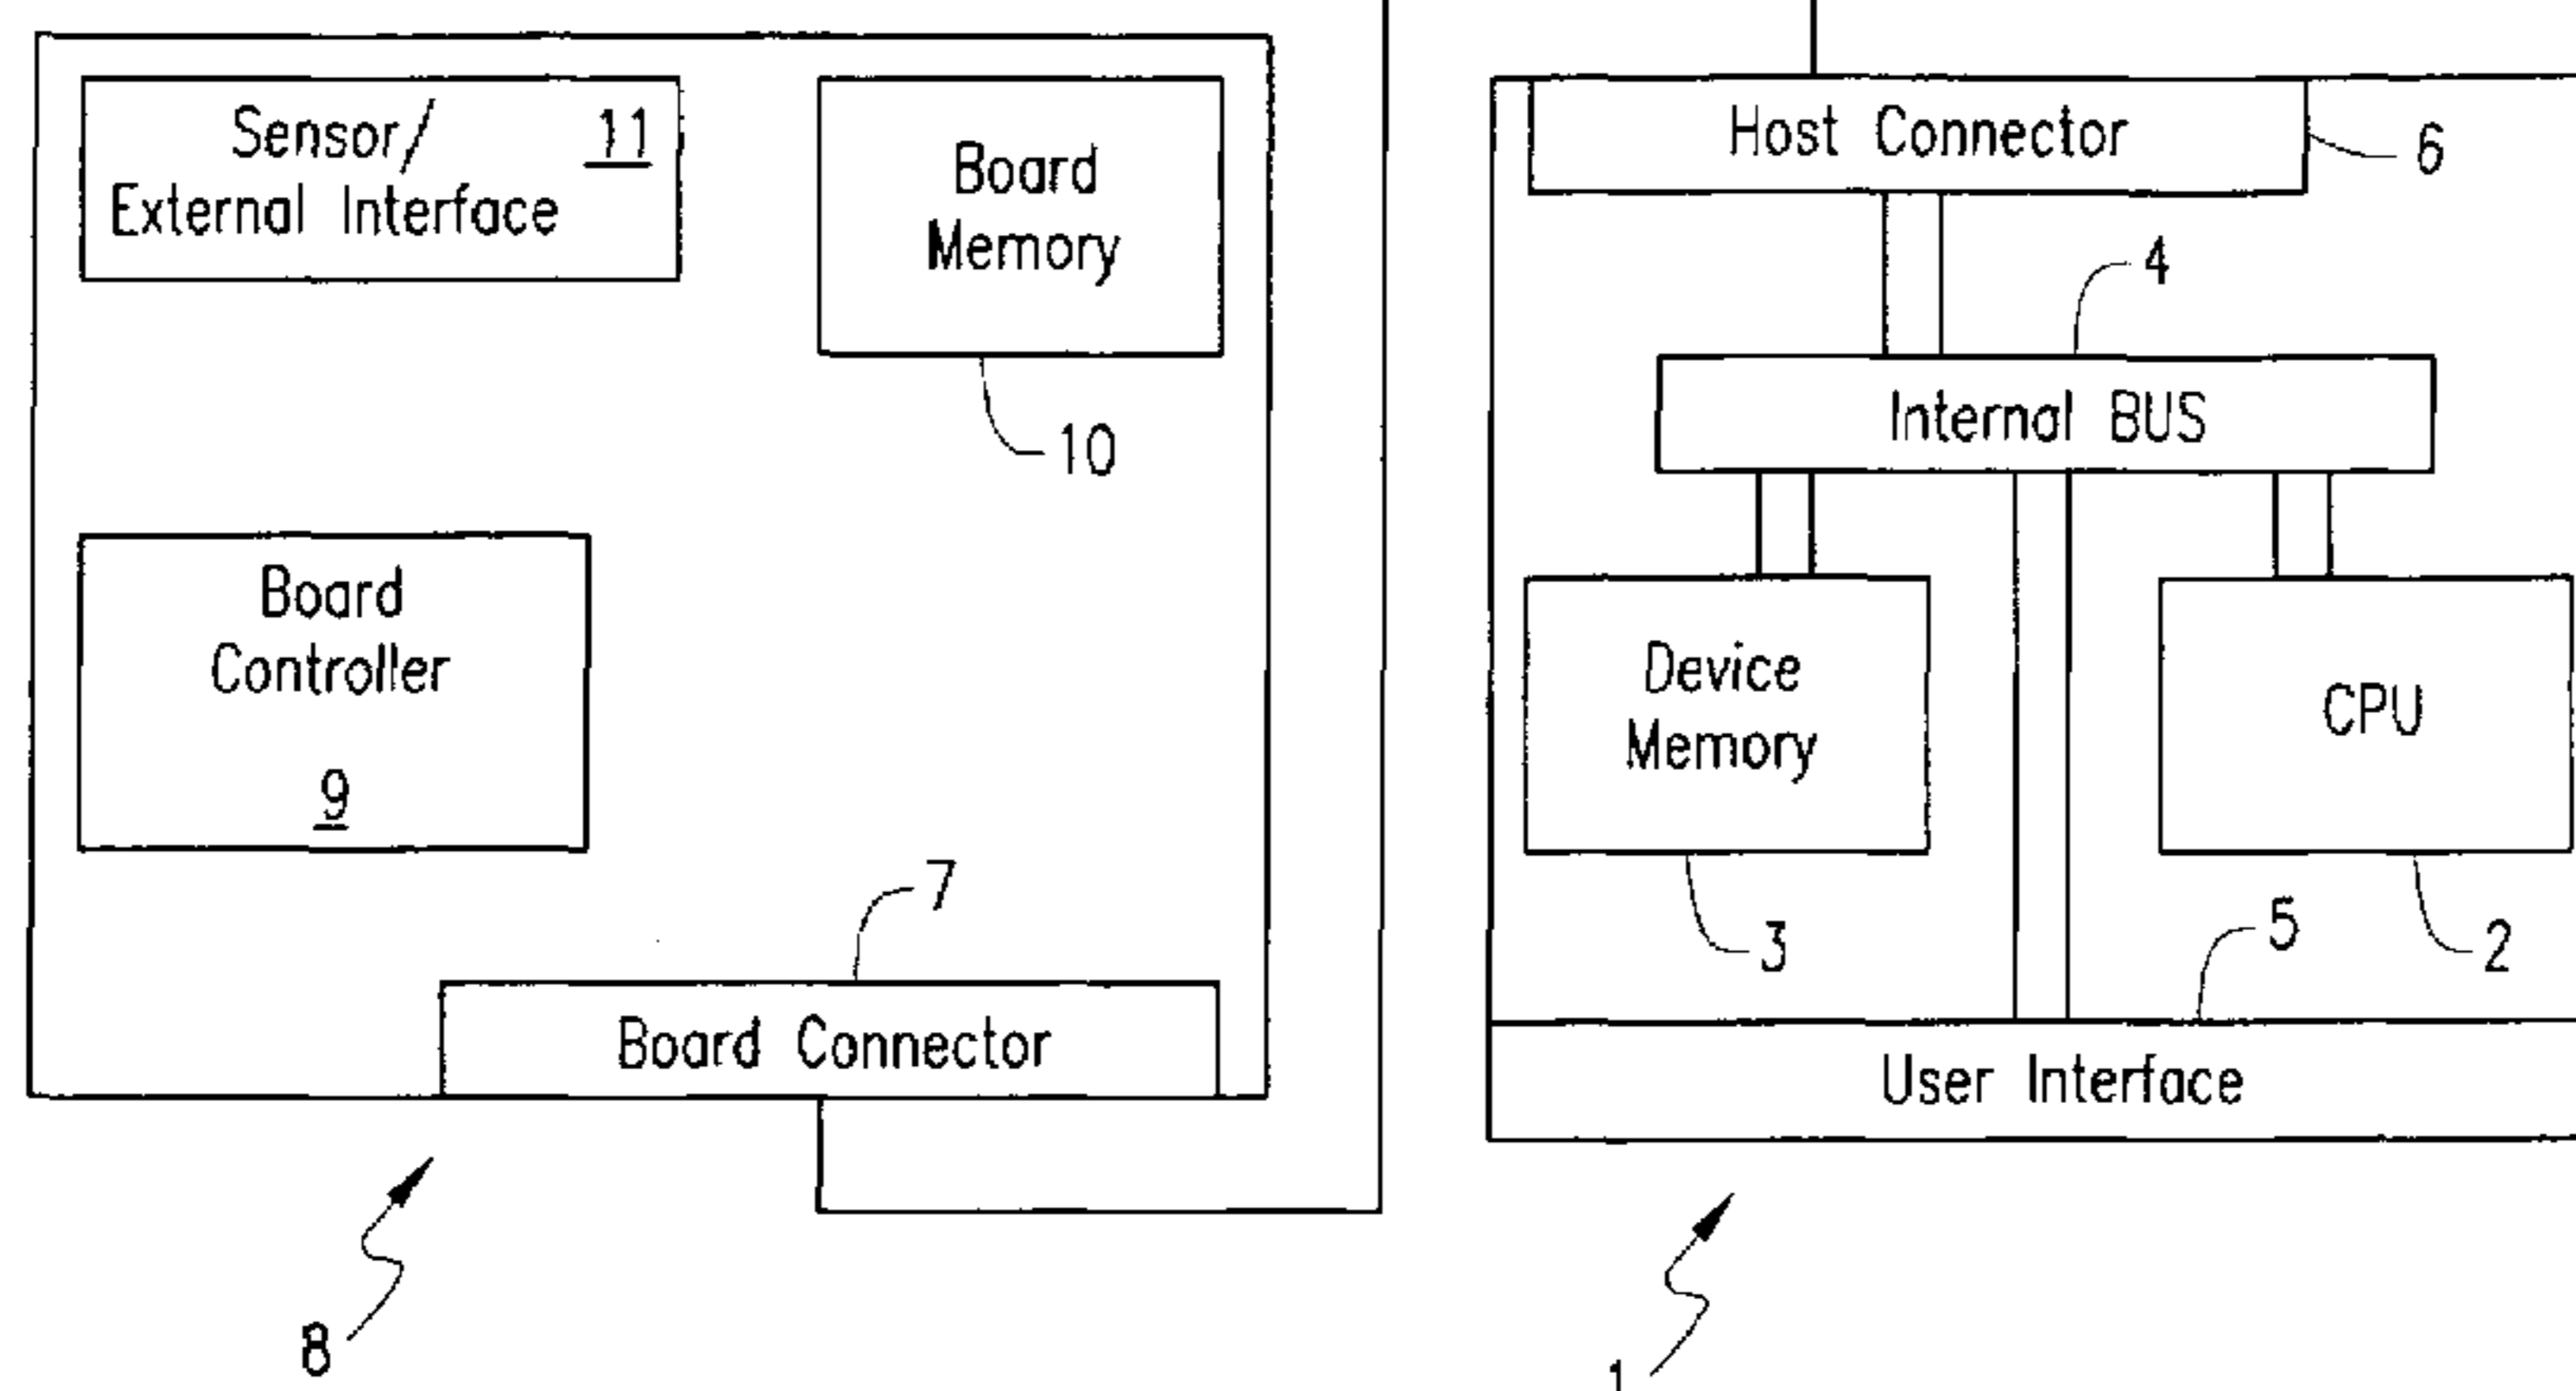 Sensor/ 11
External Interface
Board
Memory
10
Board
Controller
9
7
Board Connector
8
Host Connector
6
4
Internal BUS
Device
Memory
CPU
3
5
2
User Interface
1